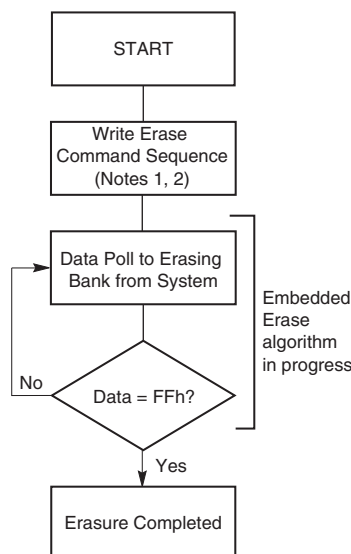 START
Write Erase
Command Sequence
(Notes 1, 2)
Data Poll to Erasing
Bank from System
Embedded
Erase
algorithm
in progress
No
Data = FFh?
Yes
Erasure Completed